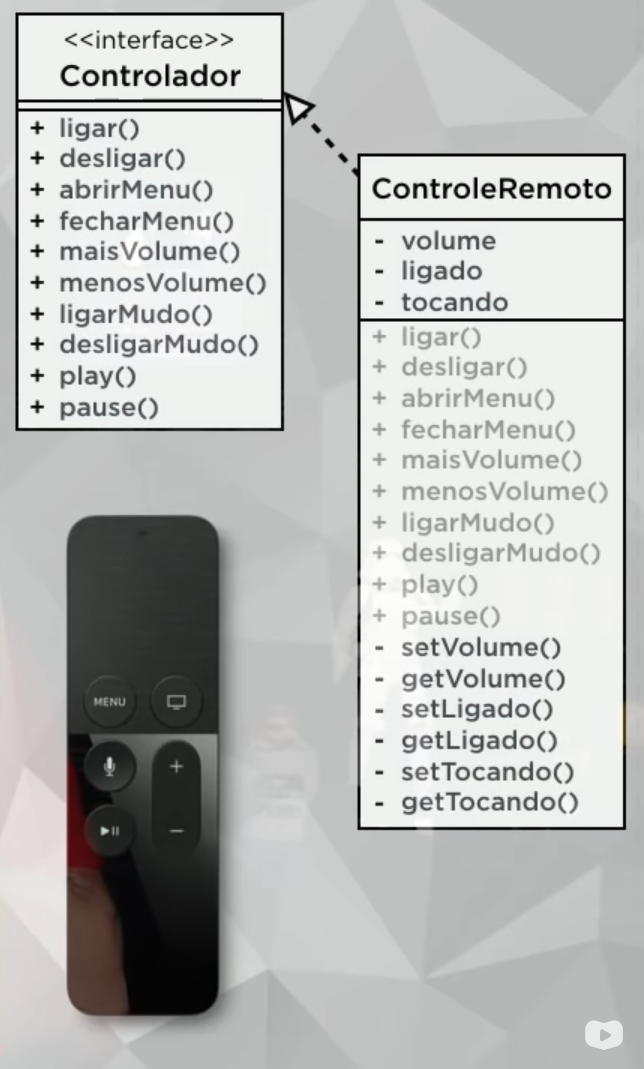 <<interface>>
Controlador
+ ligar()
+ desligar()
+ abrirMenu()
+ fecharMenu()
+ maisVolume()
+ menosVolume()
+ ligarMudo()
+ desligarMudo()
+ play()
+ pause()
ControleRemoto
- volume
- ligado
- tocando
+ ligar()
+ desligar()
+ abrirMenu()
+ fecharMenu()
+ maisVolume()
+ menosVolume()
+ ligarMudo()
+ desligarMudo()
+ play()
+ pause()
- setVolume()
- getVolume()
- setLigado()
- getLigado()
- setTocando()
- getTocando()
MENU
+
−